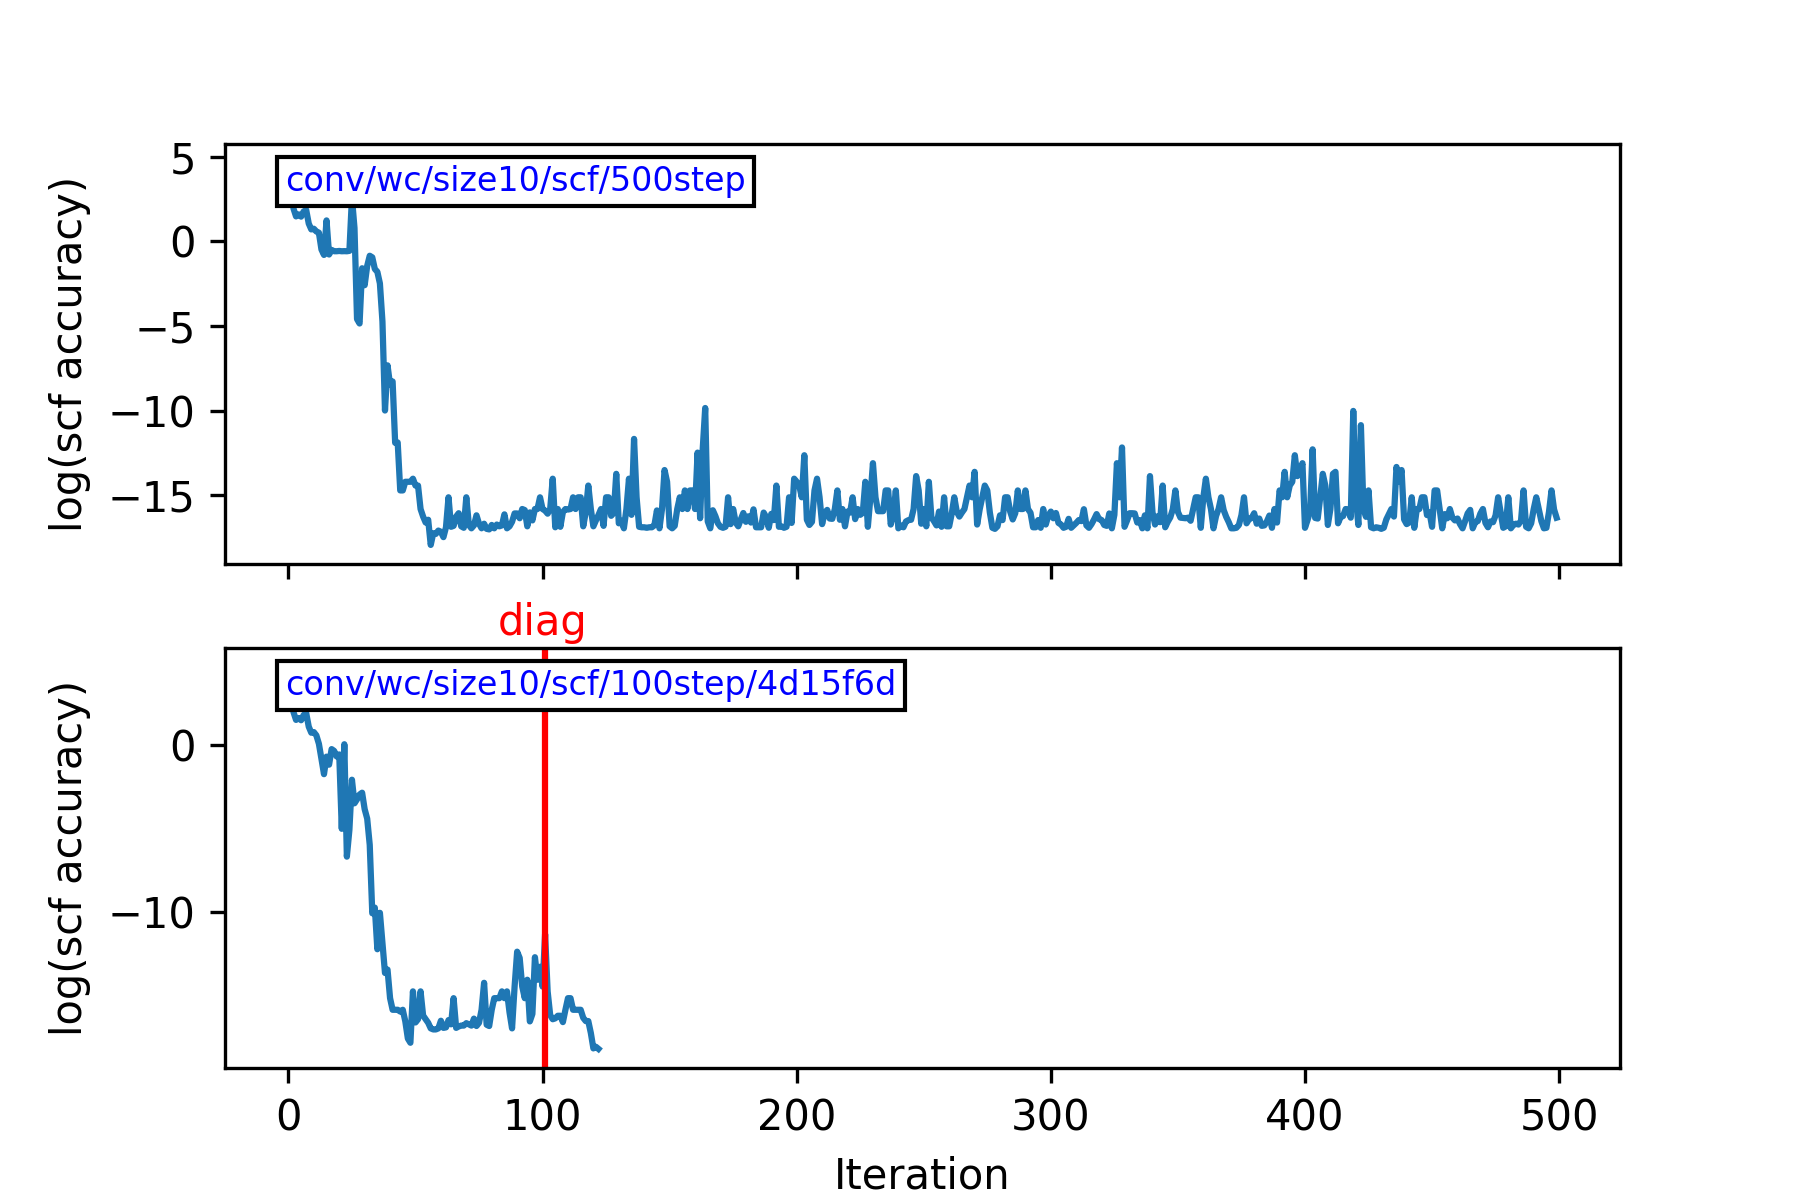 log(scf accuracy)
5
0
−5
−10
−15
conv/wc/size10/scf/500step
diag
log(scf accuracy)
0
−10
conv/wc/size10/scf/100step/4d15f6d
0 100 200 300 400 500
Iteration